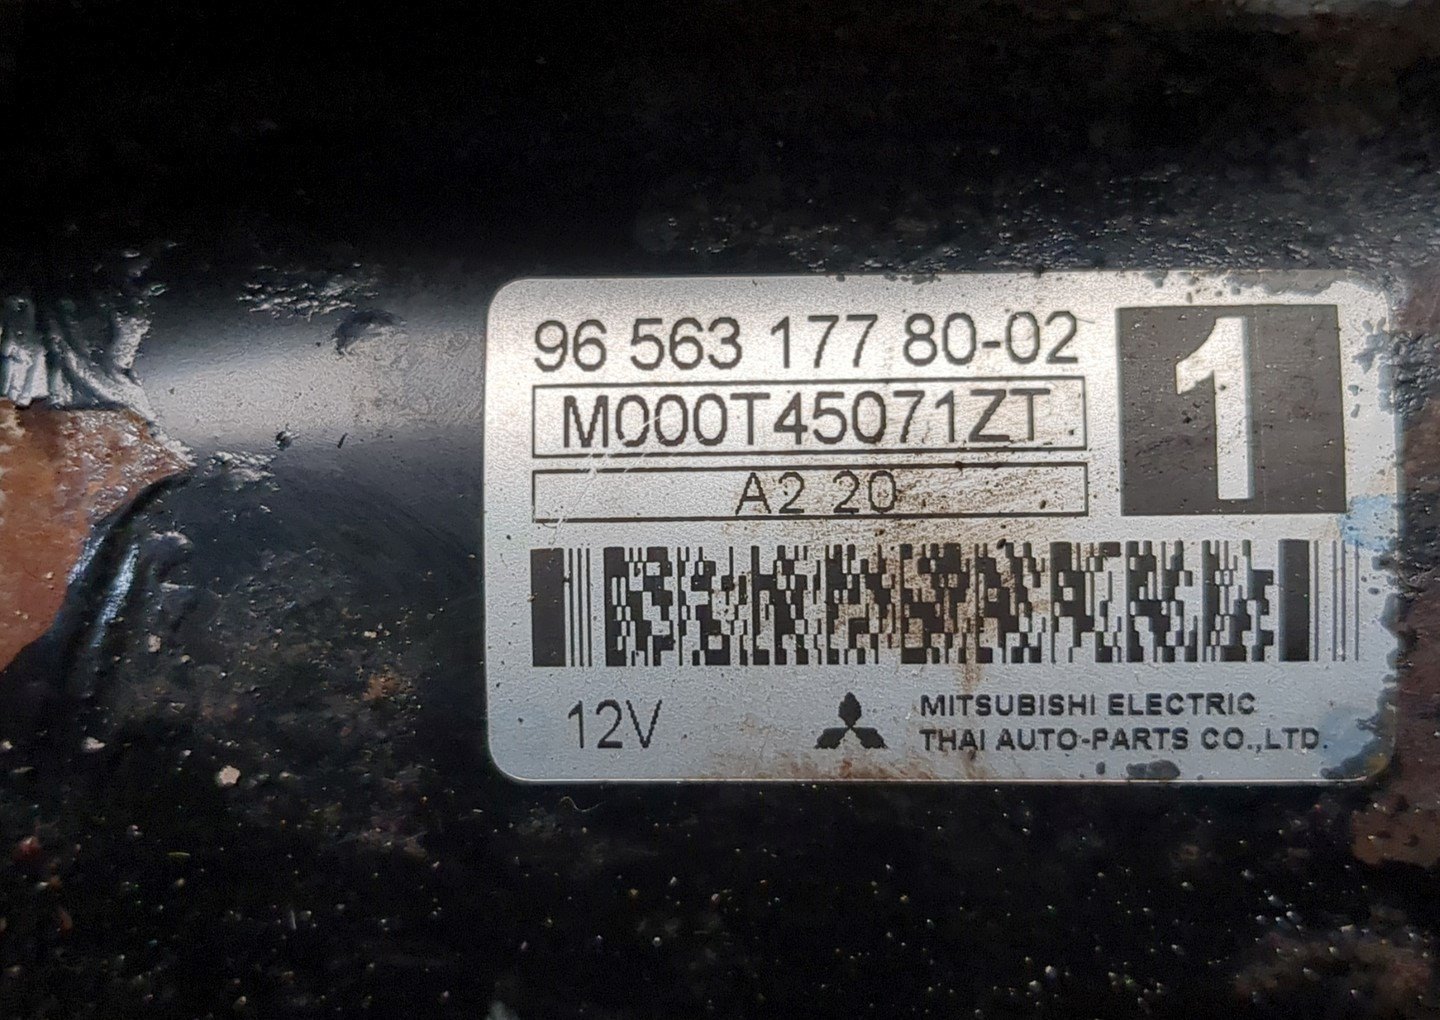 96 563 177 80-02
1
M000T45071ZT
A2 20
12V
MITSUBISHI ELECTRIC
THAI AUTO-PARTS CO.,LTD.